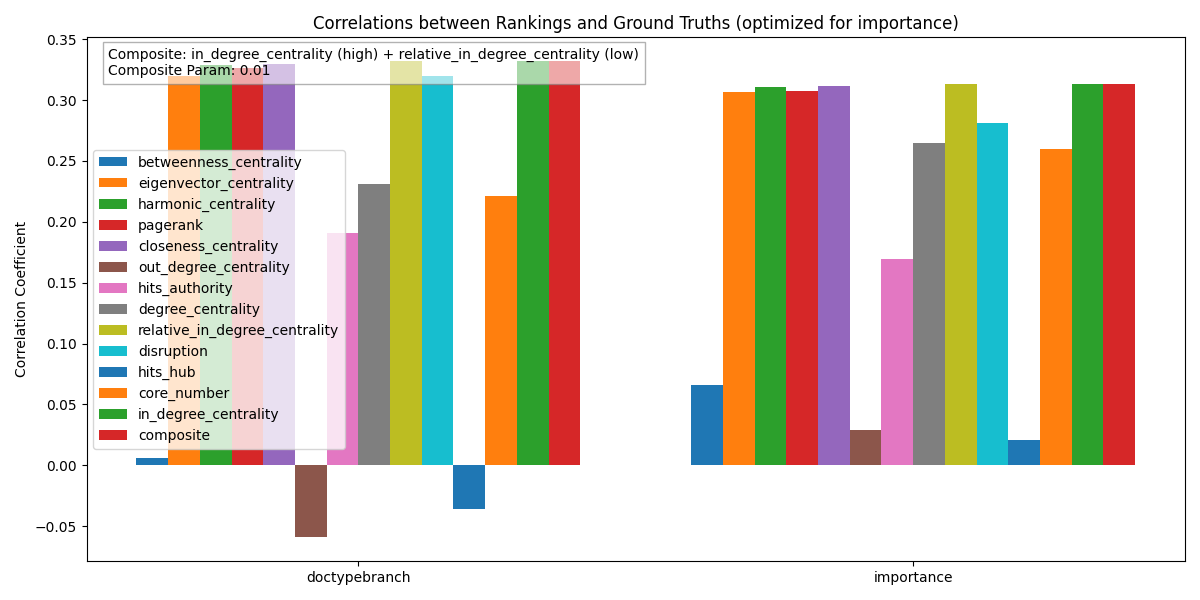 Correlations between Rankings and Ground Truths (optimized for importance)
Composite: in_degree_centrality (high) + relative_in_degree_centrality (low)
Composite Param: 0.01
Correlation Coefficient
0.35
0.30
0.25
0.20
0.15
0.10
0.05
0.00
−0.05
betweenness_centrality
eigenvector_centrality
harmonic_centrality
pagerank
closeness_centrality
out_degree_centrality
hits_authority
degree_centrality
relative_in_degree_centrality
disruption
hits_hub
core_number
in_degree_centrality
composite
doctypebranch
importance